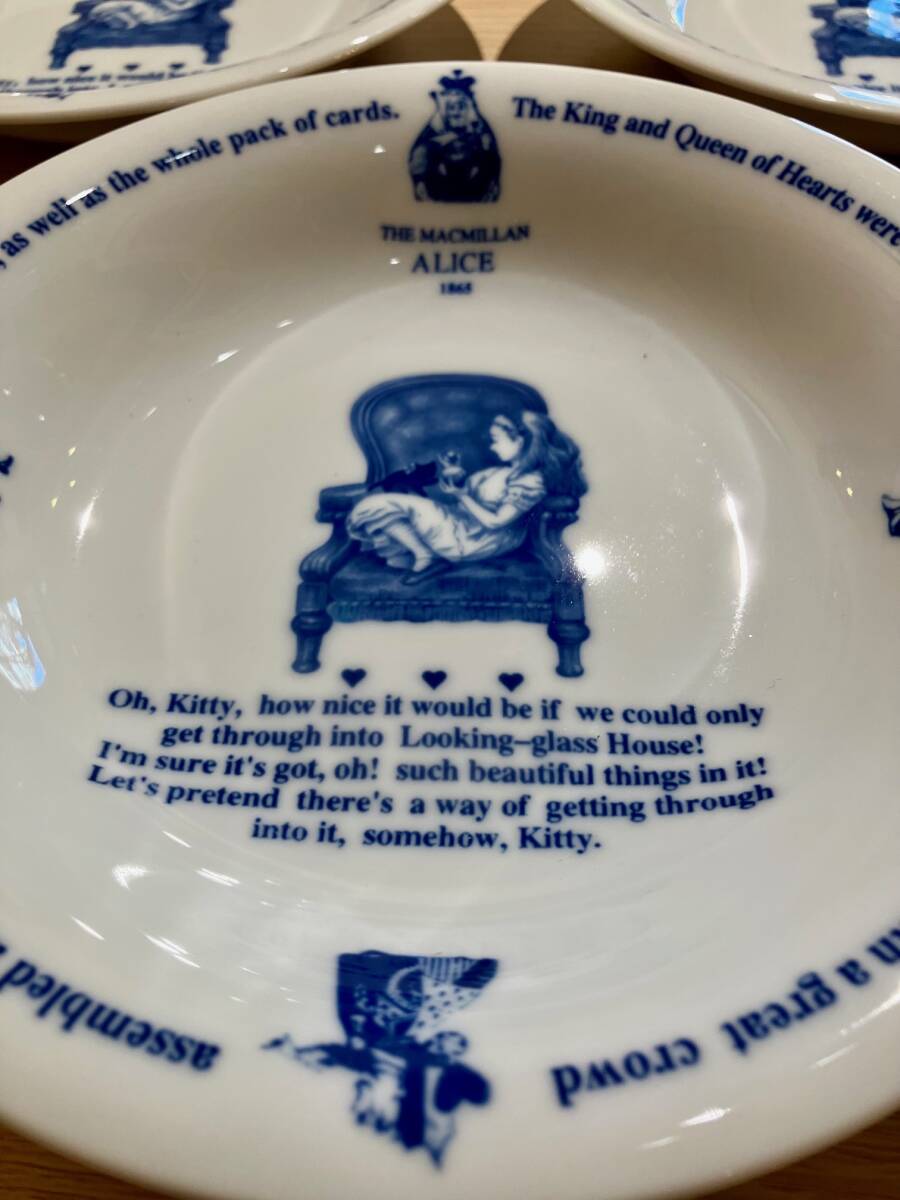 , as well as the whole pack of cards.
The King and Queen of Hearts were
THE MACMILLAN
ALICE
1865
Oh, Kitty, how nice it would be if we could only
get through into Looking-glass House!
I'm sure it's got, oh! such beautiful things in it!
Let's pretend there's a way of getting through
into it, somehow, Kitty.
a great crowd
assembled